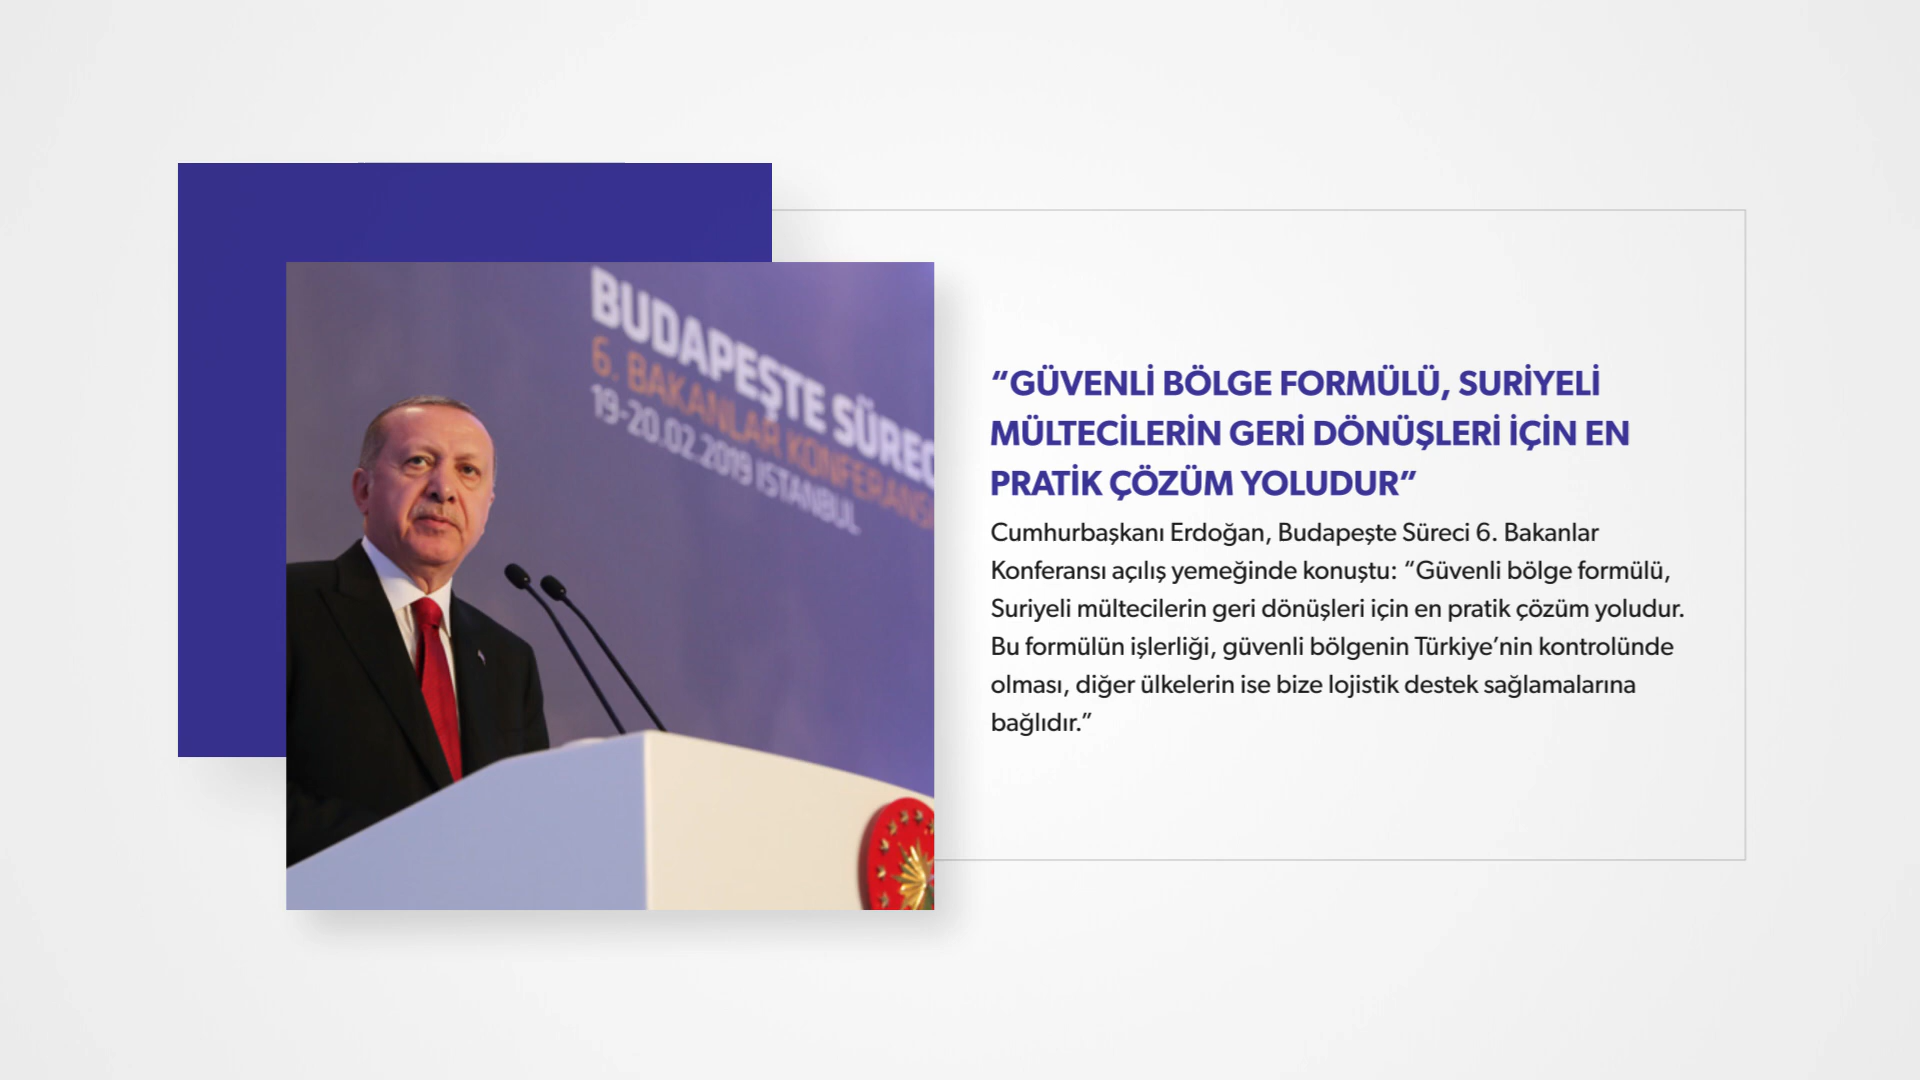 BUDAPEŞTE SÜREC
6. BAKANLAR KONFERANS
19-20.02.2019 ISTANBUL
“GÜVENLİ BÖLGE FORMÜLÜ, SURİYELİ
MÜLTECİLERİN GERİ DÖNÜŞLERİ İÇİN EN
PRATİK ÇÖZÜM YOLUDUR”
Cumhurbaşkanı Erdoğan, Budapeşte Süreci 6. Bakanlar
Konferansı açılış yemeğinde konuştu: “Güvenli bölge formülü,
Suriyeli mültecilerin geri dönüşleri için en pratik çözüm yoludur.
Bu formülün işlerliği, güvenli bölgenin Türkiye’nin kontrolünde
olması, diğer ülkelerin ise bize lojistik destek sağlamalarına
bağlıdır.”